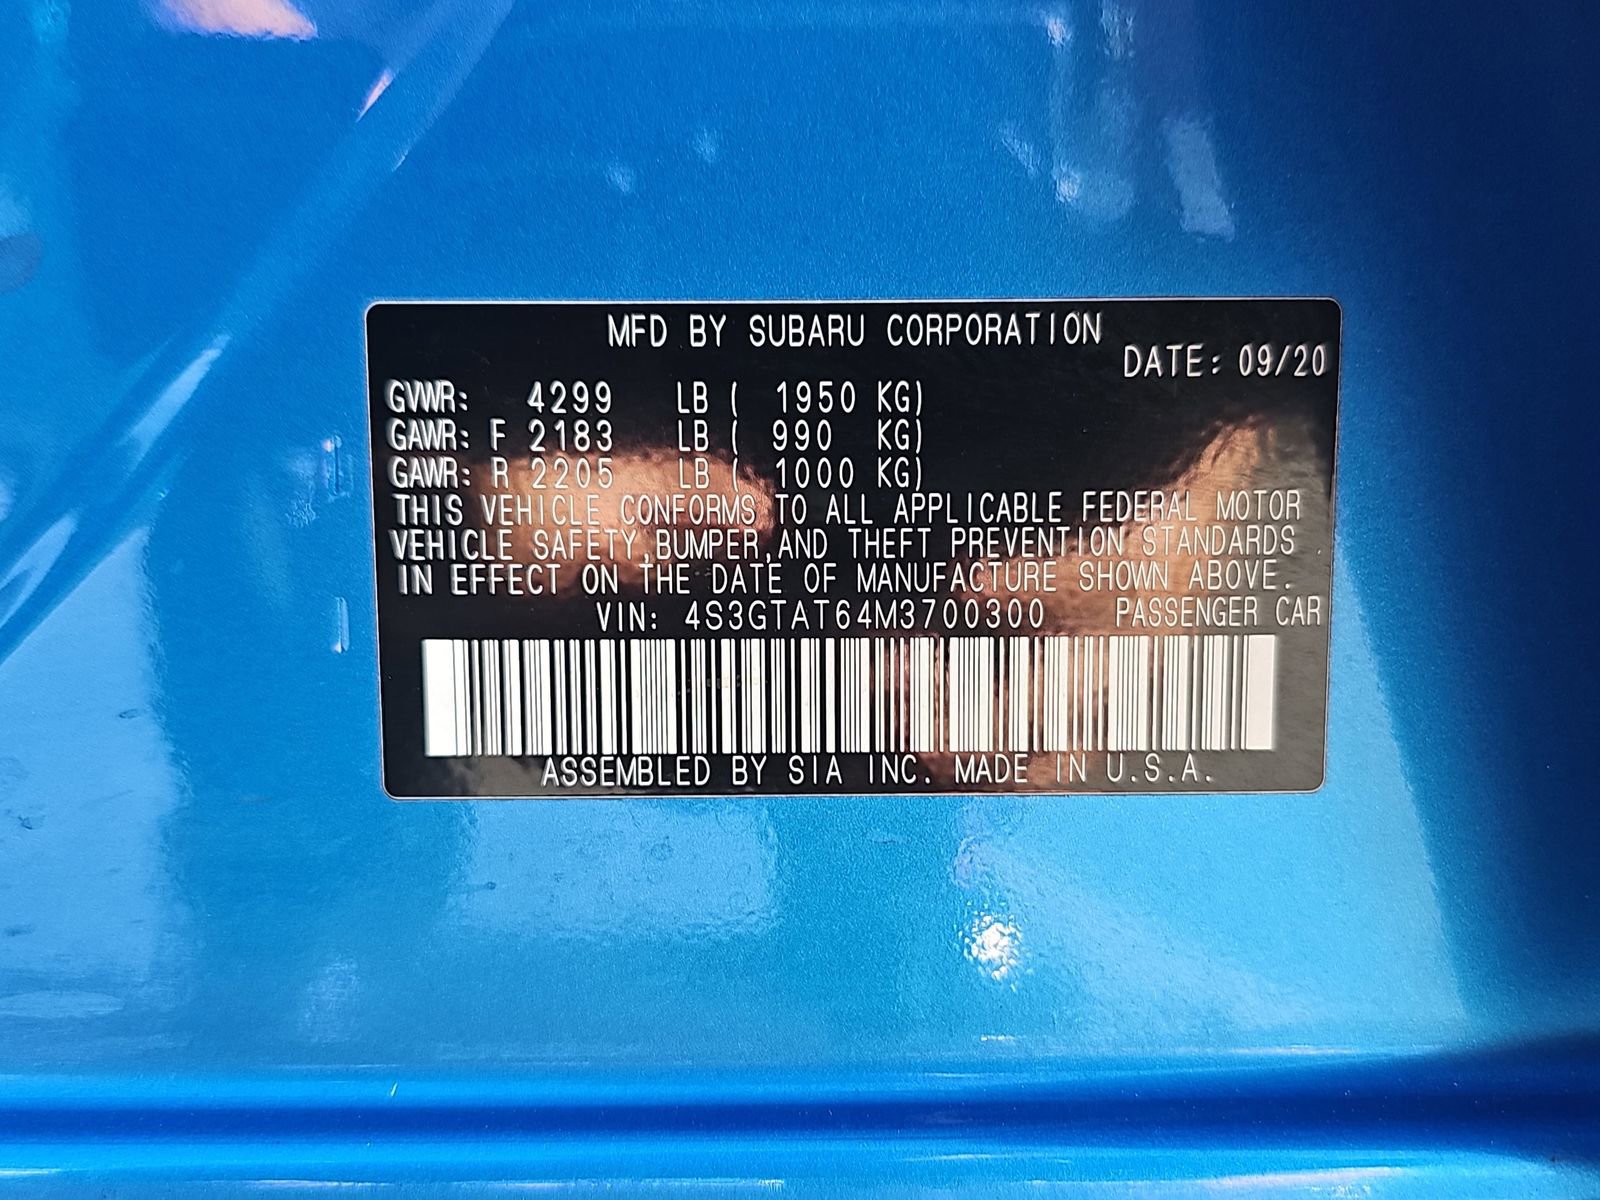 MFD BY SUBARU CORPORATION
DATE: 09/20
GVWR: 4299 LB ( 1950 KG)
GAWR: F 2183 LB ( 990 KG)
GAWR: R 2205 LB ( 1000 KG)
THIS VEHICLE CONFORMS TO ALL APPLICABLE FEDERAL MOTOR
VEHICLE SAFETY,BUMPER,AND THEFT PREVENTION STANDARDS
IN EFFECT ON THE DATE OF MANUFACTURE SHOWN ABOVE.
VIN: 4S3GTAT64M3700300 PASSENGER CAR
ASSEMBLED BY SIA INC. MADE IN U.S.A.